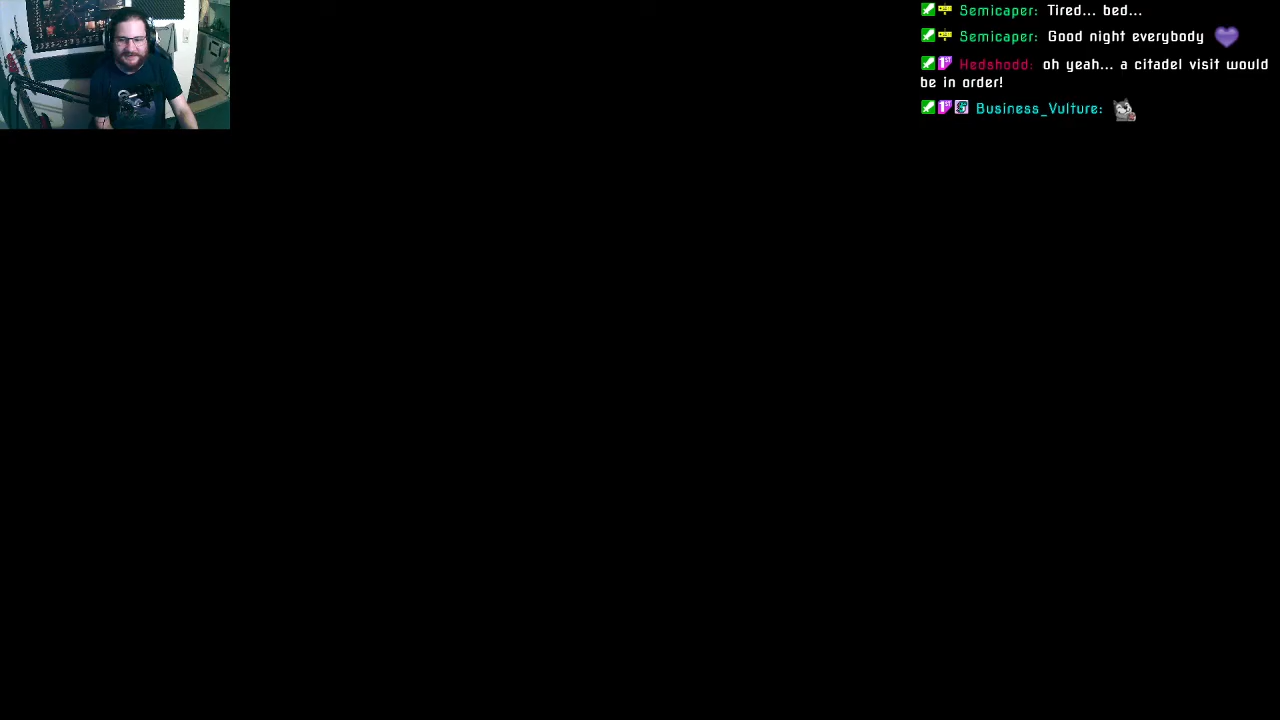 Semicaper: Tired... bed...
Semicaper: Good night everybody
Hedshodd: oh yeah... a citadel visit would
be in order!
Business_Vulture: